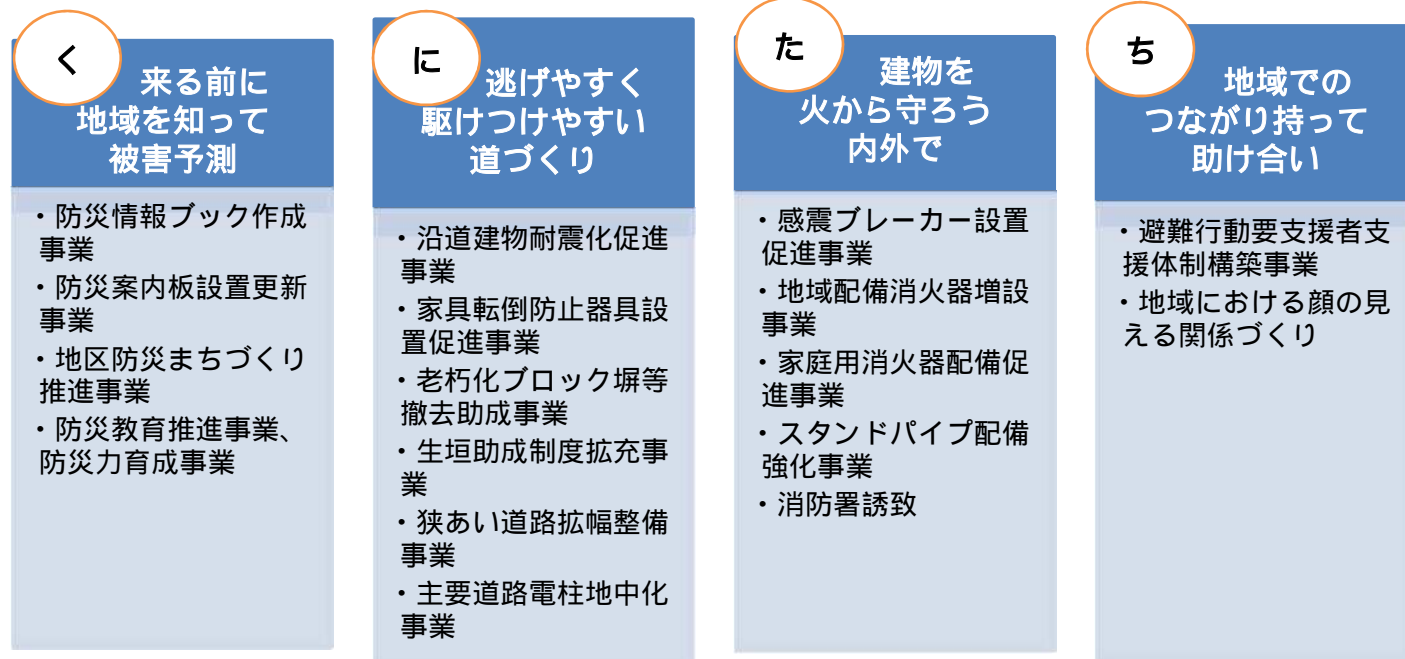 く
来る前に
地域を知って
被害予測
・防災情報ブック作成
事業
・防災案内板設置更新
事業
・地区防災まちづくり
推進事業
・防災教育推進事業、
防災力育成事業
に
逃げやすく
駆けつけやすい
道づくり
・沿道建物耐震化促進
事業
・家具転倒防止器具設
置促進事業
・老朽化ブロック塀等
撤去助成事業
・生垣助成制度拡充事
業
・狭あい道路拡幅整備
事業
・主要道路電柱地中化
事業
た
建物を
火から守ろう
内外で
・感震ブレーカー設置
促進事業
・地域配備消火器増設
事業
・家庭用消火器配備促
進事業
・スタンドパイプ配備
強化事業
・消防署誘致
ち
地域での
つながり持って
助け合い
・避難行動要支援者支
援体制構築事業
・地域における顔の見
える関係づくり